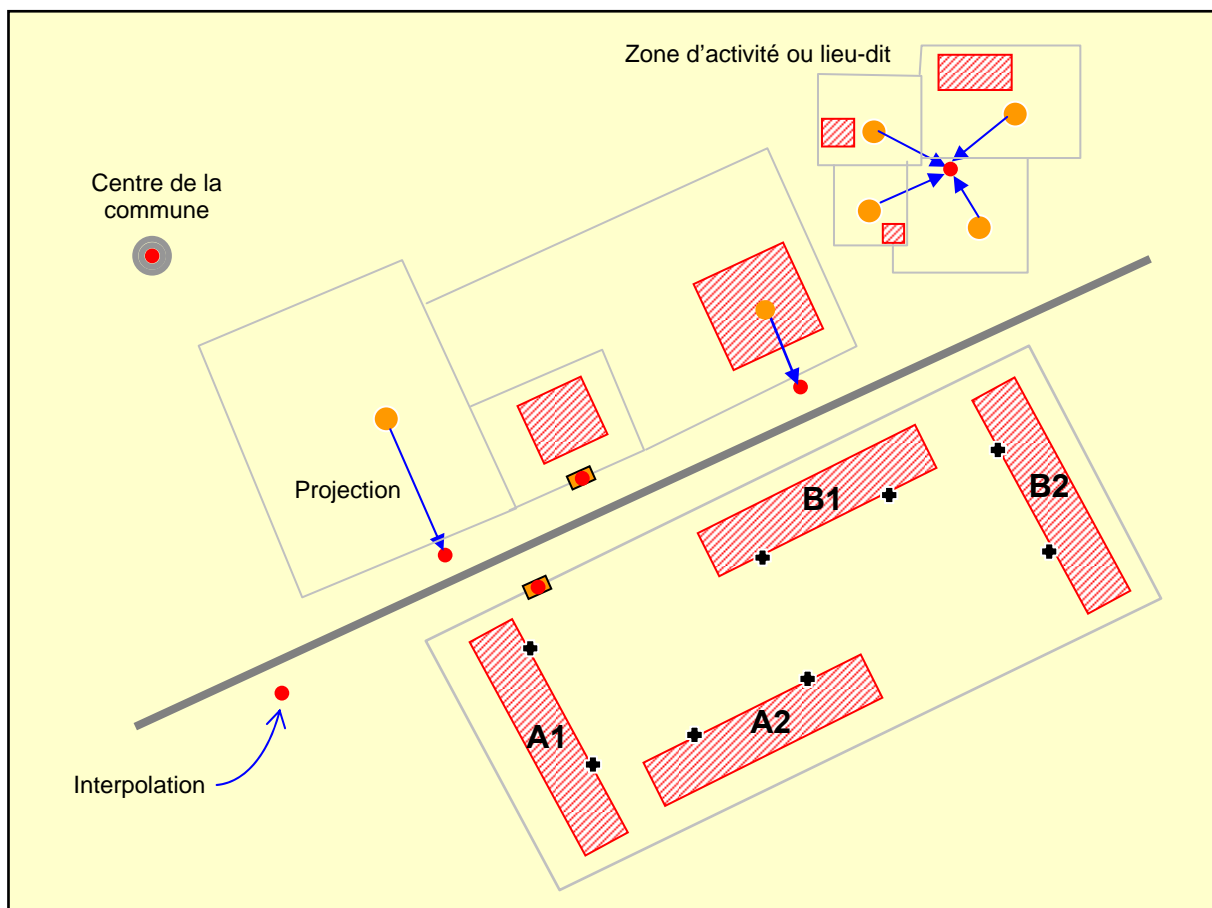 Zone d'activité ou lieu-dit
Centre de la
commune
Projection
B1
B2
A1
A2
Interpolation